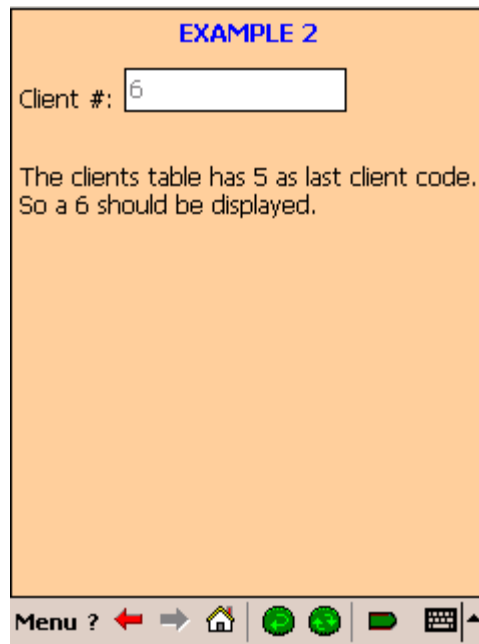 EXAMPLE 2
Client #: 6
The clients table has 5 as last client code.
So a 6 should be displayed.
Menu ?